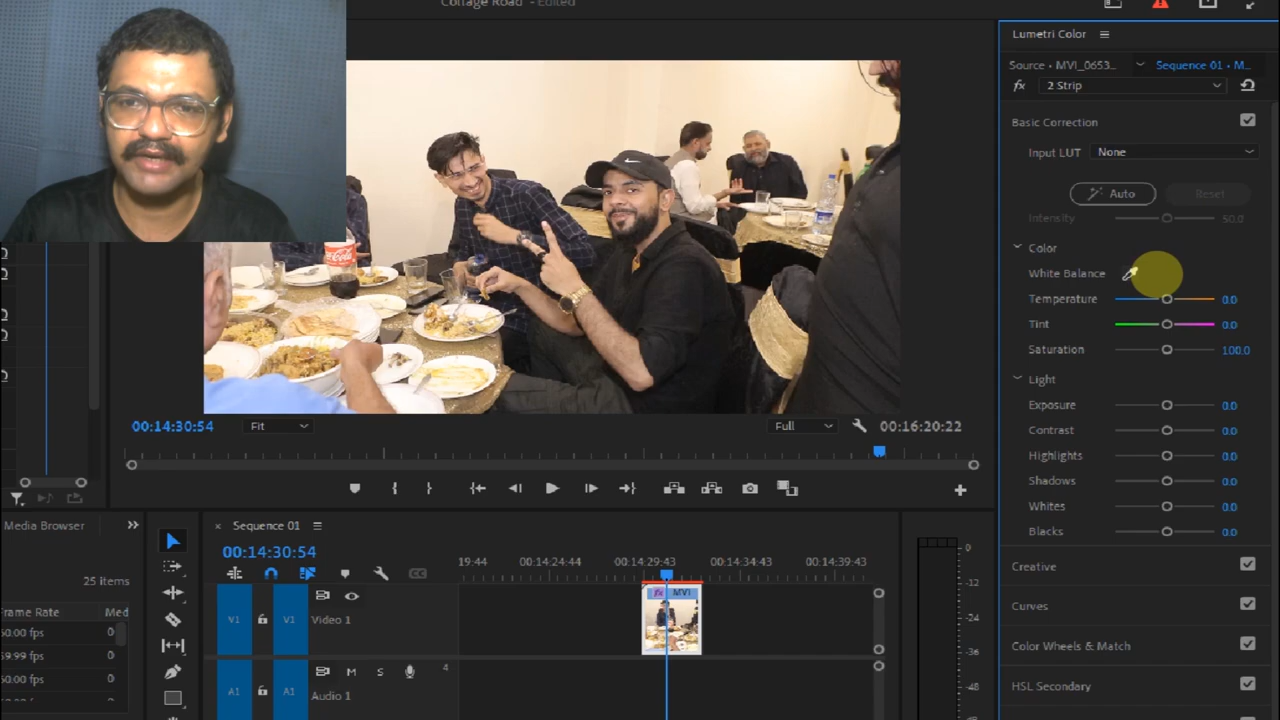 Collage Road - Edited
Lumetri Color
Source • MVI_0653...
Sequence 01 • M...
fx
2 Strip
Basic Correction
Input LUT
None
Auto
Reset
Intensity
50.0
Color
White Balance
Temperature
0.0
Tint
0.0
Saturation
100.0
Light
Exposure
0.0
Contrast
0.0
Highlights
0.0
Shadows
0.0
Whites
0.0
Blacks
0.0
Creative
Curves
Color Wheels & Match
HSL Secondary
Coca-Cola
00:14:30:54
Fit
Full
00:16:20:22
Media Browser
25 items
Frame Rate
Med
60.00 fps
59.99 fps
60.00 fps
× Sequence 01
00:14:30:54
19:44
00:14:24:44
00:14:29:43
00:14:34:43
00:14:39:43
fx MVI
V1
V1
Video 1
A1
A1
M
S
4
Audio 1
0
-12
-24
-36
-48